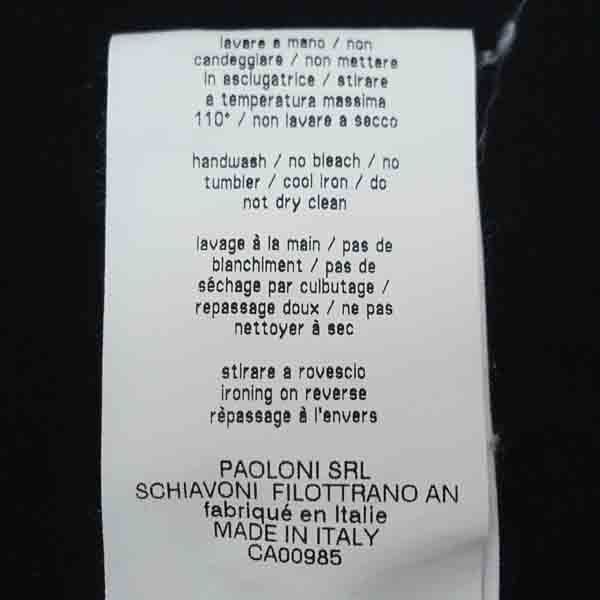 lavare a mano / non
candeggiare / non mettere
in asciugatrice / stirare
a temperatura massima
110° / non lavare a secco
handwash / no bleach / no
tumbler / cool iron / do
not dry clean
lavage à la main / pas de
blanchiment / pas de
séchage par culbutage /
repassage doux / ne pas
nettoyer à sec
stirare a rovescio
ironing on reverse
rèpassage à l'envers
PAOLONI SRL
SCHIAVONI FILOTTRANO AN
fabriqué en Italie
MADE IN ITALY
CA00985